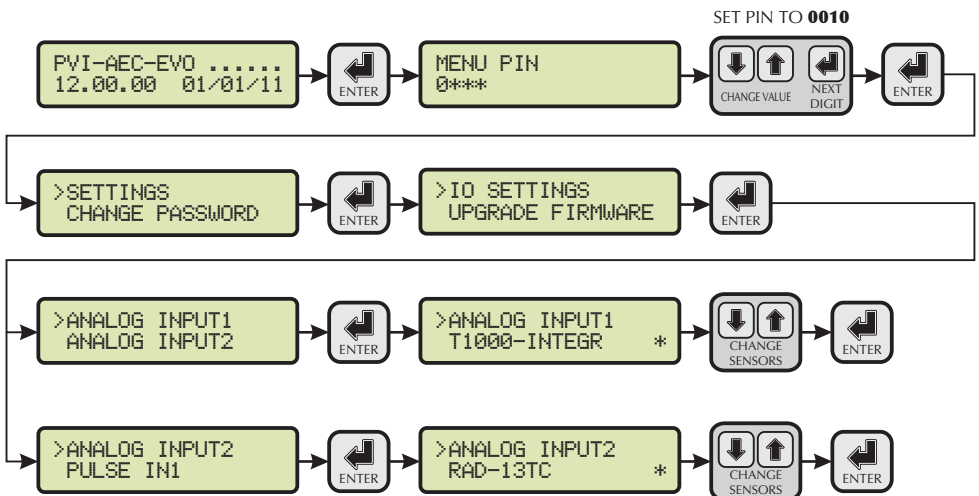 SET PIN TO 0010
PVI-AEC-EVO ......
12.00.00 01/01/11
ENTER
MENU PIN
0***
CHANGE VALUE
NEXT
DIGIT
ENTER
>SETTINGS
CHANGE PASSWORD
ENTER
>IO SETTINGS
UPGRADE FIRMWARE
ENTER
>ANALOG INPUT1
ANALOG INPUT2
ENTER
>ANALOG INPUT1
T1000-INTEGR *
CHANGE
SENSORS
ENTER
>ANALOG INPUT2
PULSE IN1
ENTER
>ANALOG INPUT2
RAD-13TC *
CHANGE
SENSORS
ENTER